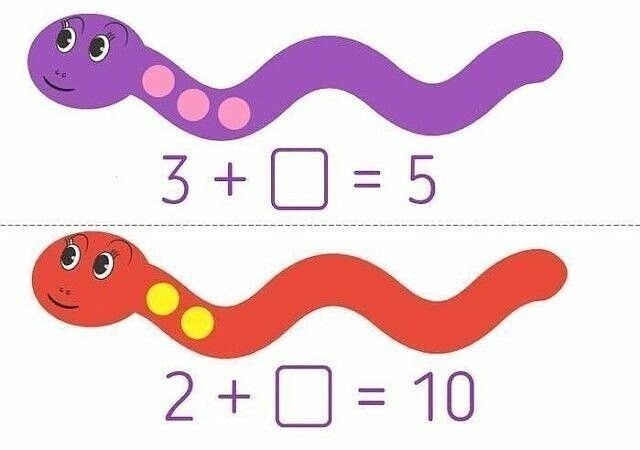 3 + □ = 5
2 + □ = 10